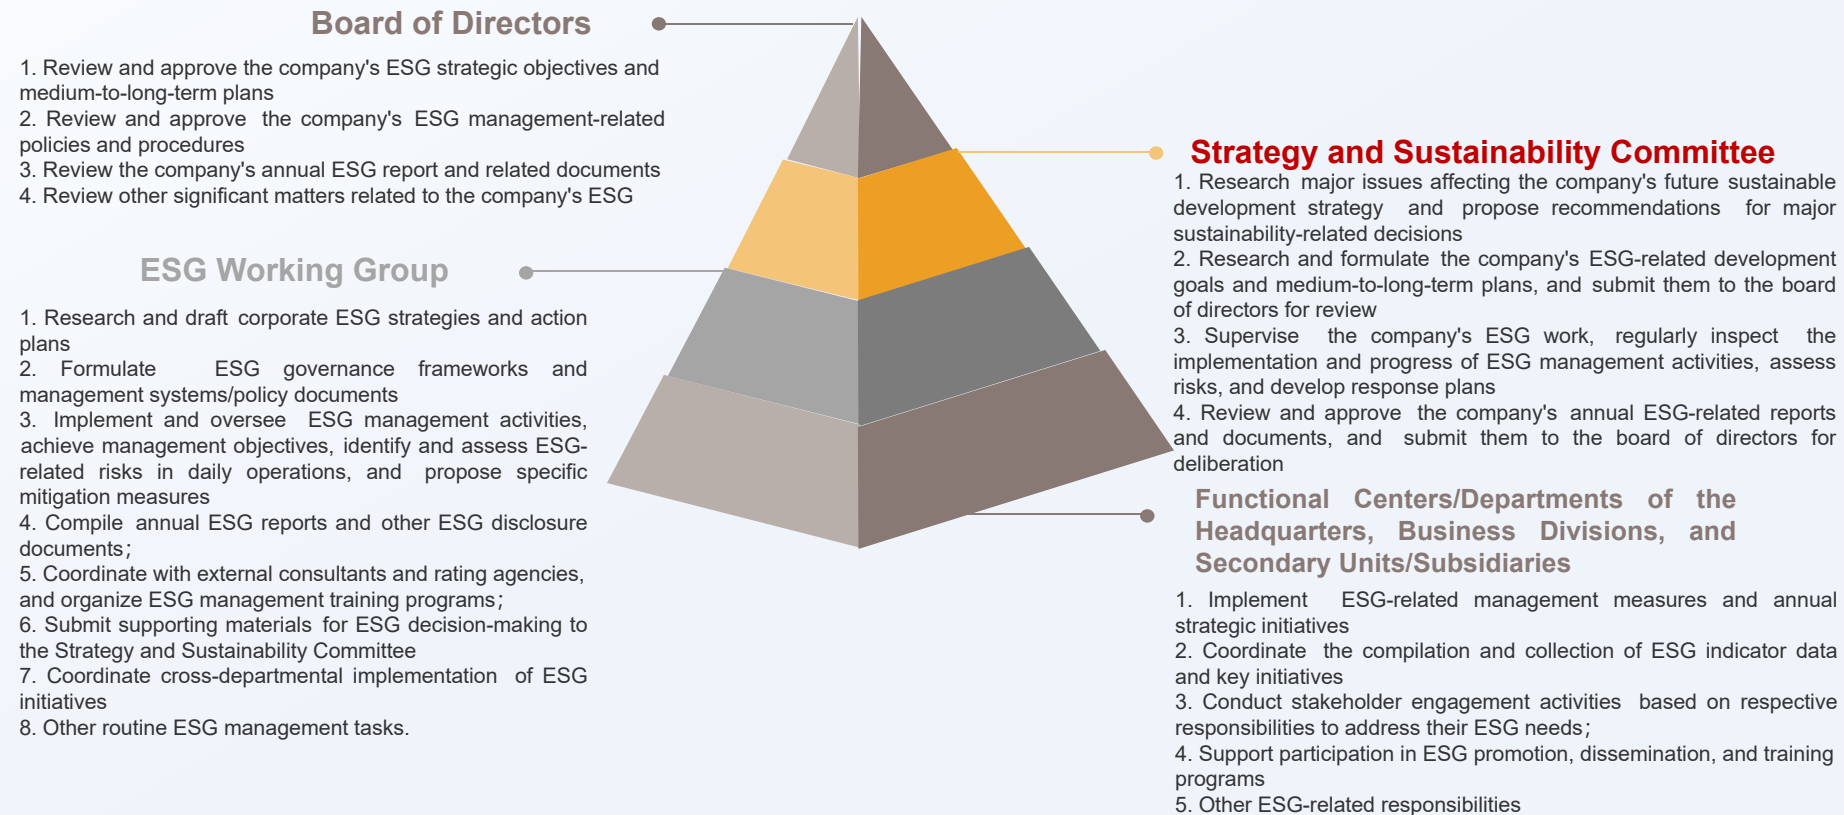 Board of Directors
1. Review and approve the company's ESG strategic objectives and
medium-to-long-term plans
2. Review and approve the company's ESG management-related
policies and procedures
3. Review the company's annual ESG report and related documents
4. Review other significant matters related to the company's ESG
ESG Working Group
1. Research and draft corporate ESG strategies and action
plans
2. Formulate ESG governance frameworks and
management systems/policy documents
3. Implement and oversee ESG management activities,
achieve management objectives, identify and assess ESG-
related risks in daily operations, and propose specific
mitigation measures
4. Compile annual ESG reports and other ESG disclosure
documents；
5. Coordinate with external consultants and rating agencies,
and organize ESG management training programs；
6. Submit supporting materials for ESG decision-making to
the Strategy and Sustainability Committee
7. Coordinate cross-departmental implementation of ESG
initiatives
8. Other routine ESG management tasks.
Strategy and Sustainability Committee
1. Research major issues affecting the company's future sustainable
development strategy and propose recommendations for major
sustainability-related decisions
2. Research and formulate the company's ESG-related development
goals and medium-to-long-term plans, and submit them to the board
of directors for review
3. Supervise the company's ESG work, regularly inspect the
implementation and progress of ESG management activities, assess
risks, and develop response plans
4. Review and approve the company's annual ESG-related reports
and documents, and submit them to the board of directors for
deliberation
Functional Centers/Departments of the
Headquarters, Business Divisions, and
Secondary Units/Subsidiaries
1. Implement ESG-related management measures and annual
strategic initiatives
2. Coordinate the compilation and collection of ESG indicator data
and key initiatives
3. Conduct stakeholder engagement activities based on respective
responsibilities to address their ESG needs；
4. Support participation in ESG promotion, dissemination, and training
programs
5. Other ESG-related responsibilities